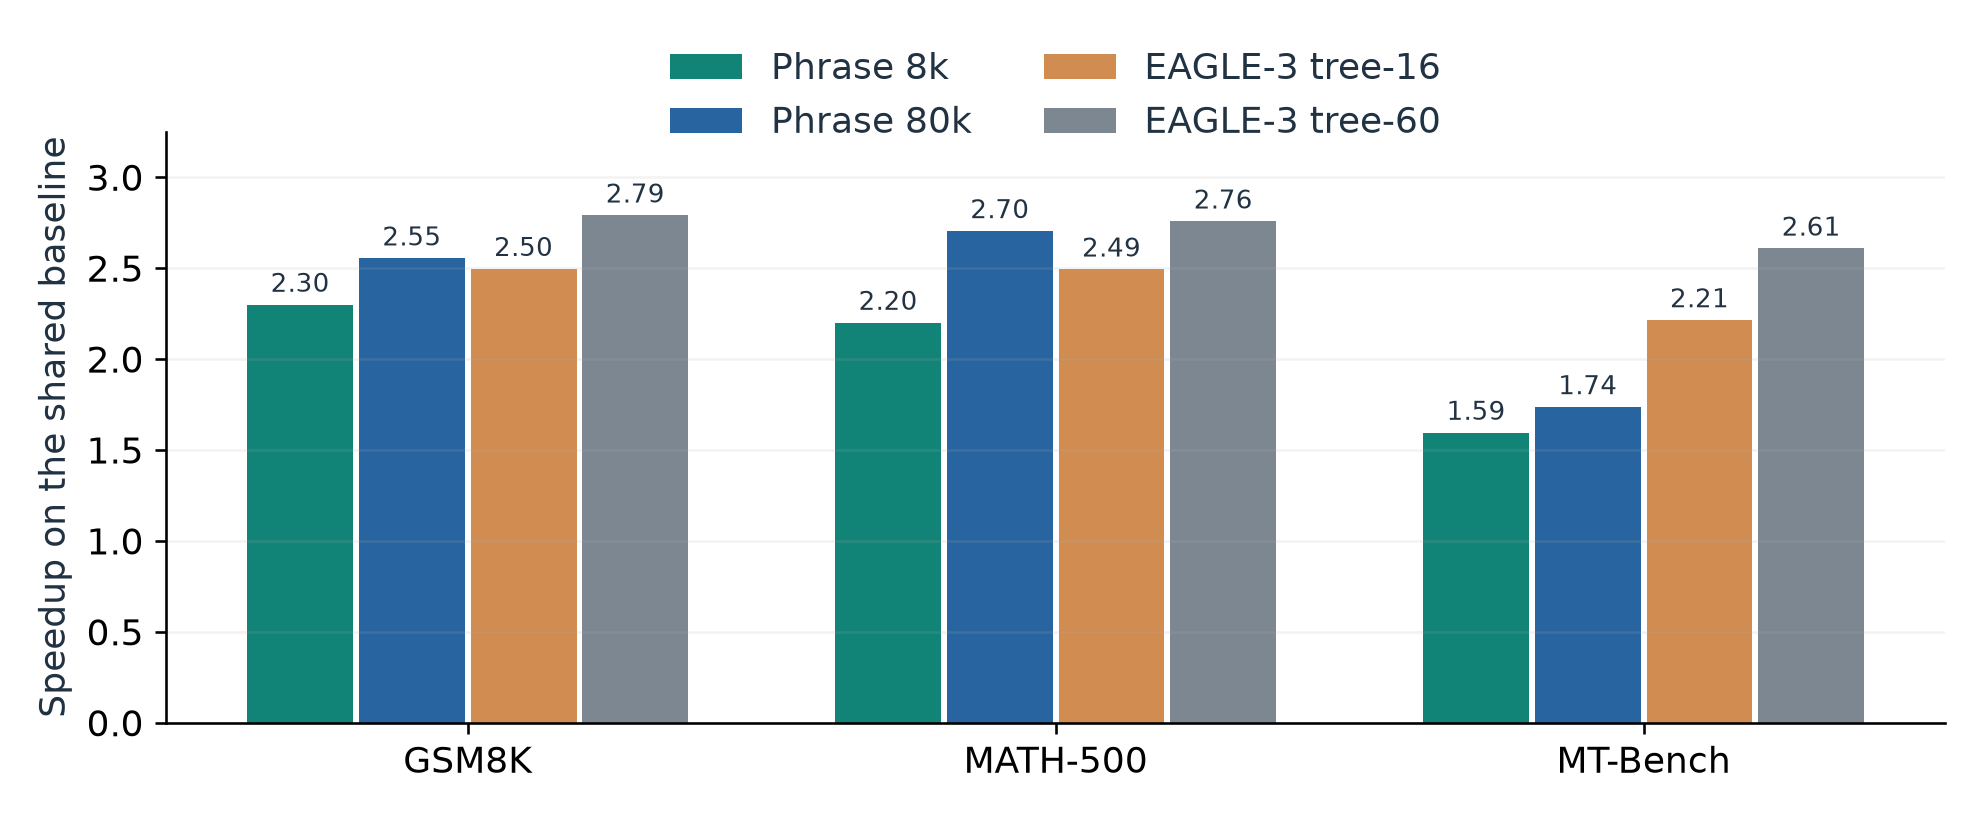 Phrase 8k
Phrase 80k
EAGLE-3 tree-16
EAGLE-3 tree-60
Speedup on the shared baseline
3.0
2.5
2.0
1.5
1.0
0.5
0.0
2.30
2.55
2.50
2.79
2.20
2.70
2.49
2.76
1.59
1.74
2.21
2.61
GSM8K
MATH-500
MT-Bench